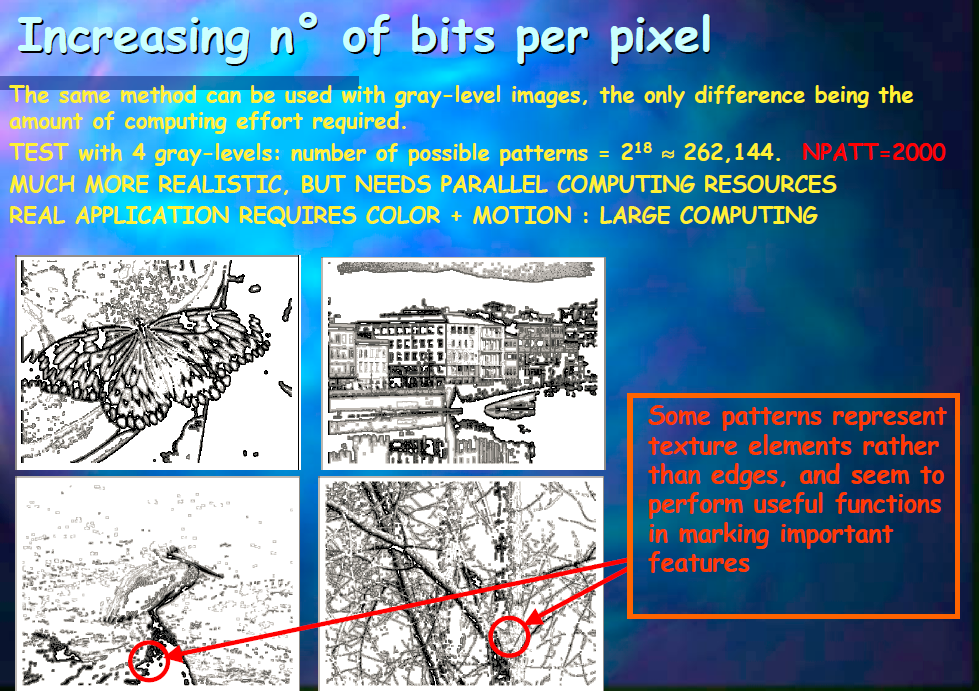 Increasing n° of bits per pixel
The same method can be used with gray-level images, the only difference being the
amount of computing effort required.
TEST with 4 gray-levels: number of possible patterns = 2¹⁸ ≈ 262,144. NPATT=2000
MUCH MORE REALISTIC, BUT NEEDS PARALLEL COMPUTING RESOURCES
REAL APPLICATION REQUIRES COLOR + MOTION : LARGE COMPUTING
Some patterns represent
texture elements rather
than edges, and seem to
perform useful functions
in marking important
features